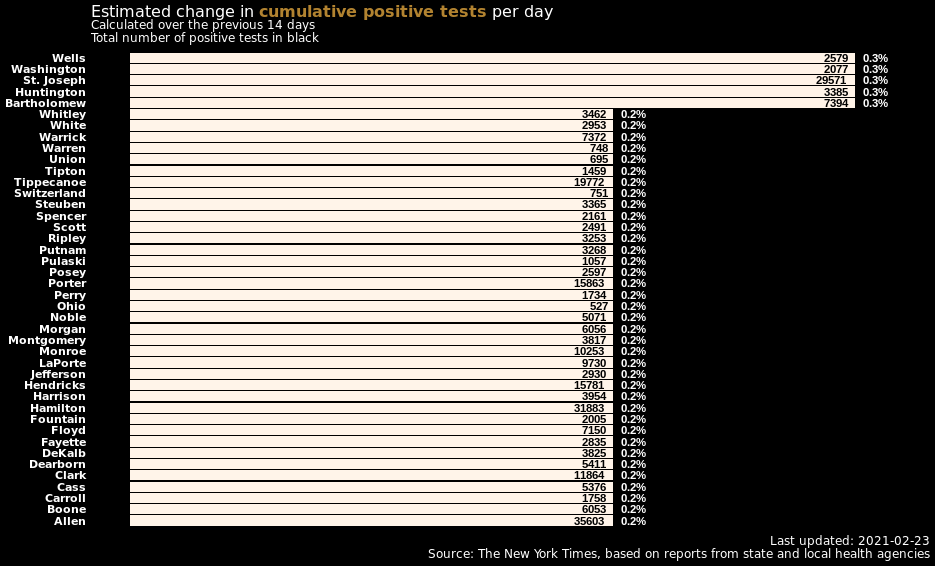 Estimated change in cumulative positive tests per day
Calculated over the previous 14 days
Total number of positive tests in black
Wells 2579 0.3%
Washington 2077 0.3%
St. Joseph 29571 0.3%
Huntington 3385 0.3%
Bartholomew 7394 0.3%
Whitley 3462 0.2%
White 2953 0.2%
Warrick 7372 0.2%
Warren 748 0.2%
Union 695 0.2%
Tipton 1459 0.2%
Tippecanoe 19772 0.2%
Switzerland 751 0.2%
Steuben 3365 0.2%
Spencer 2161 0.2%
Scott 2491 0.2%
Ripley 3253 0.2%
Putnam 3268 0.2%
Pulaski 1057 0.2%
Posey 2597 0.2%
Porter 15863 0.2%
Perry 1734 0.2%
Ohio 527 0.2%
Noble 5071 0.2%
Morgan 6056 0.2%
Montgomery 3817 0.2%
Monroe 10253 0.2%
LaPorte 9730 0.2%
Jefferson 2930 0.2%
Hendricks 15781 0.2%
Harrison 3954 0.2%
Hamilton 31883 0.2%
Fountain 2005 0.2%
Floyd 7150 0.2%
Fayette 2835 0.2%
DeKalb 3825 0.2%
Dearborn 5411 0.2%
Clark 11864 0.2%
Cass 5376 0.2%
Carroll 1758 0.2%
Boone 6053 0.2%
Allen 35603 0.2%
Last updated: 2021-02-23
Source: The New York Times, based on reports from state and local health agencies